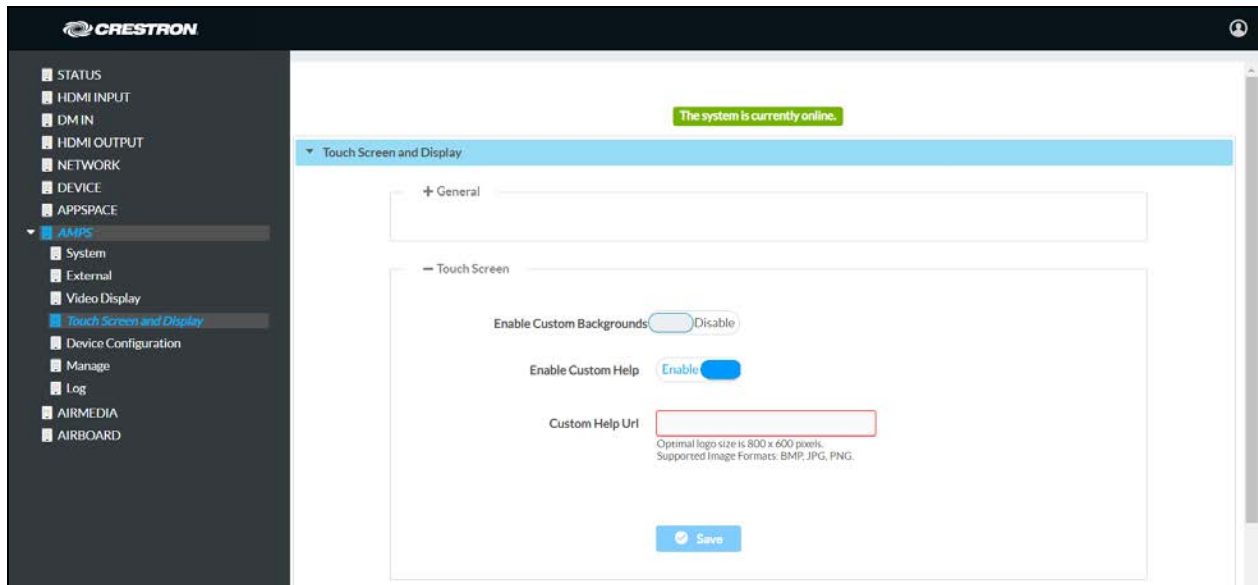 CRESTRON
STATUS
HDMI INPUT
DM IN
HDMI OUTPUT
NETWORK
DEVICE
APPSPACE
AMPS
System
External
Video Display
Touch Screen and Display
Device Configuration
Manage
Log
AIRMEDIA
AIRBOARD
The system is currently online.
Touch Screen and Display
+ General
− Touch Screen
Enable Custom Backgrounds Disable
Enable Custom Help Enable
Custom Help Url
Optimal logo size is 800 x 600 pixels.
Supported Image Formats: BMP, JPG, PNG.
Save